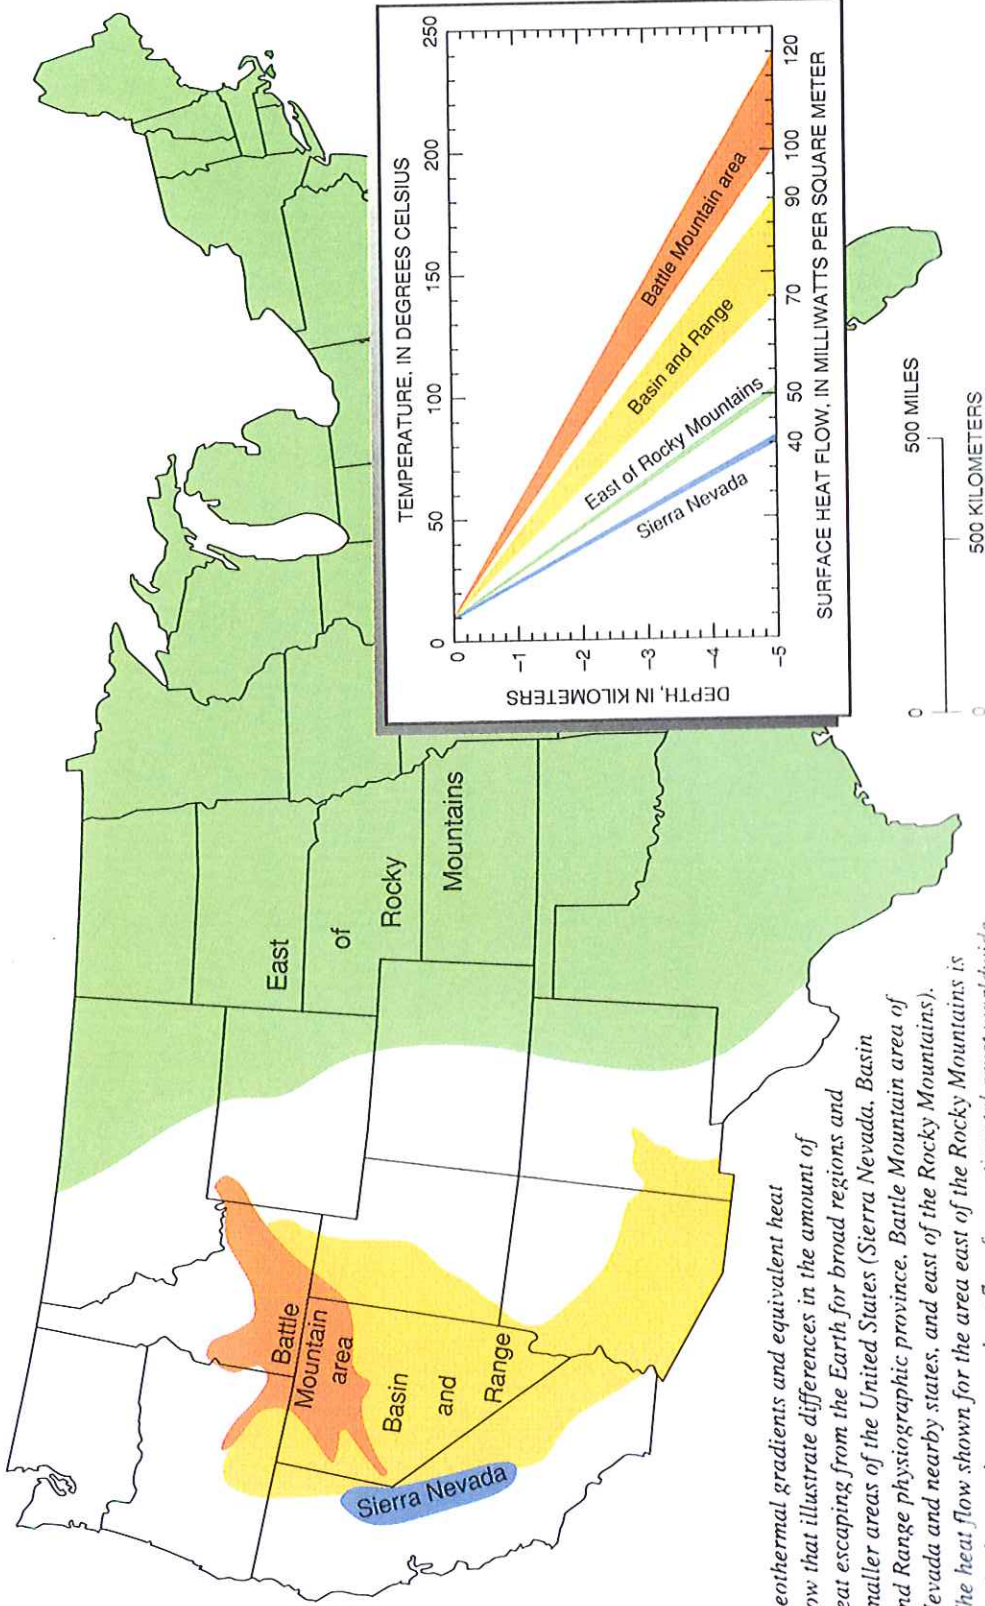 East
of
Rocky
Mountains
Battle
Mountain
area
Basin
and
Range
Sierra Nevada
TEMPERATURE, IN DEGREES CELSIUS
0 50 100 150 200 250
DEPTH, IN KILOMETERS
0
-1
-2
-3
-4
-5
Battle Mountain area
Basin and Range
East of Rocky Mountains
Sierra Nevada
40 50 70 90 100 120
SURFACE HEAT FLOW, IN MILLIWATTS PER SQUARE METER
0 500 MILES
0 500 KILOMETERS
eothermal gradients and equivalent heat
ow that illustrate differences in the amount of
eat escaping from the Earth for broad regions and
maller areas of the United States (Sierra Nevada, Basin
nd Range physiographic province, Battle Mountain area of
evada and nearby states, and east of the Rocky Mountains).
he heat flow shown for the area east of the Rocky Mountains is